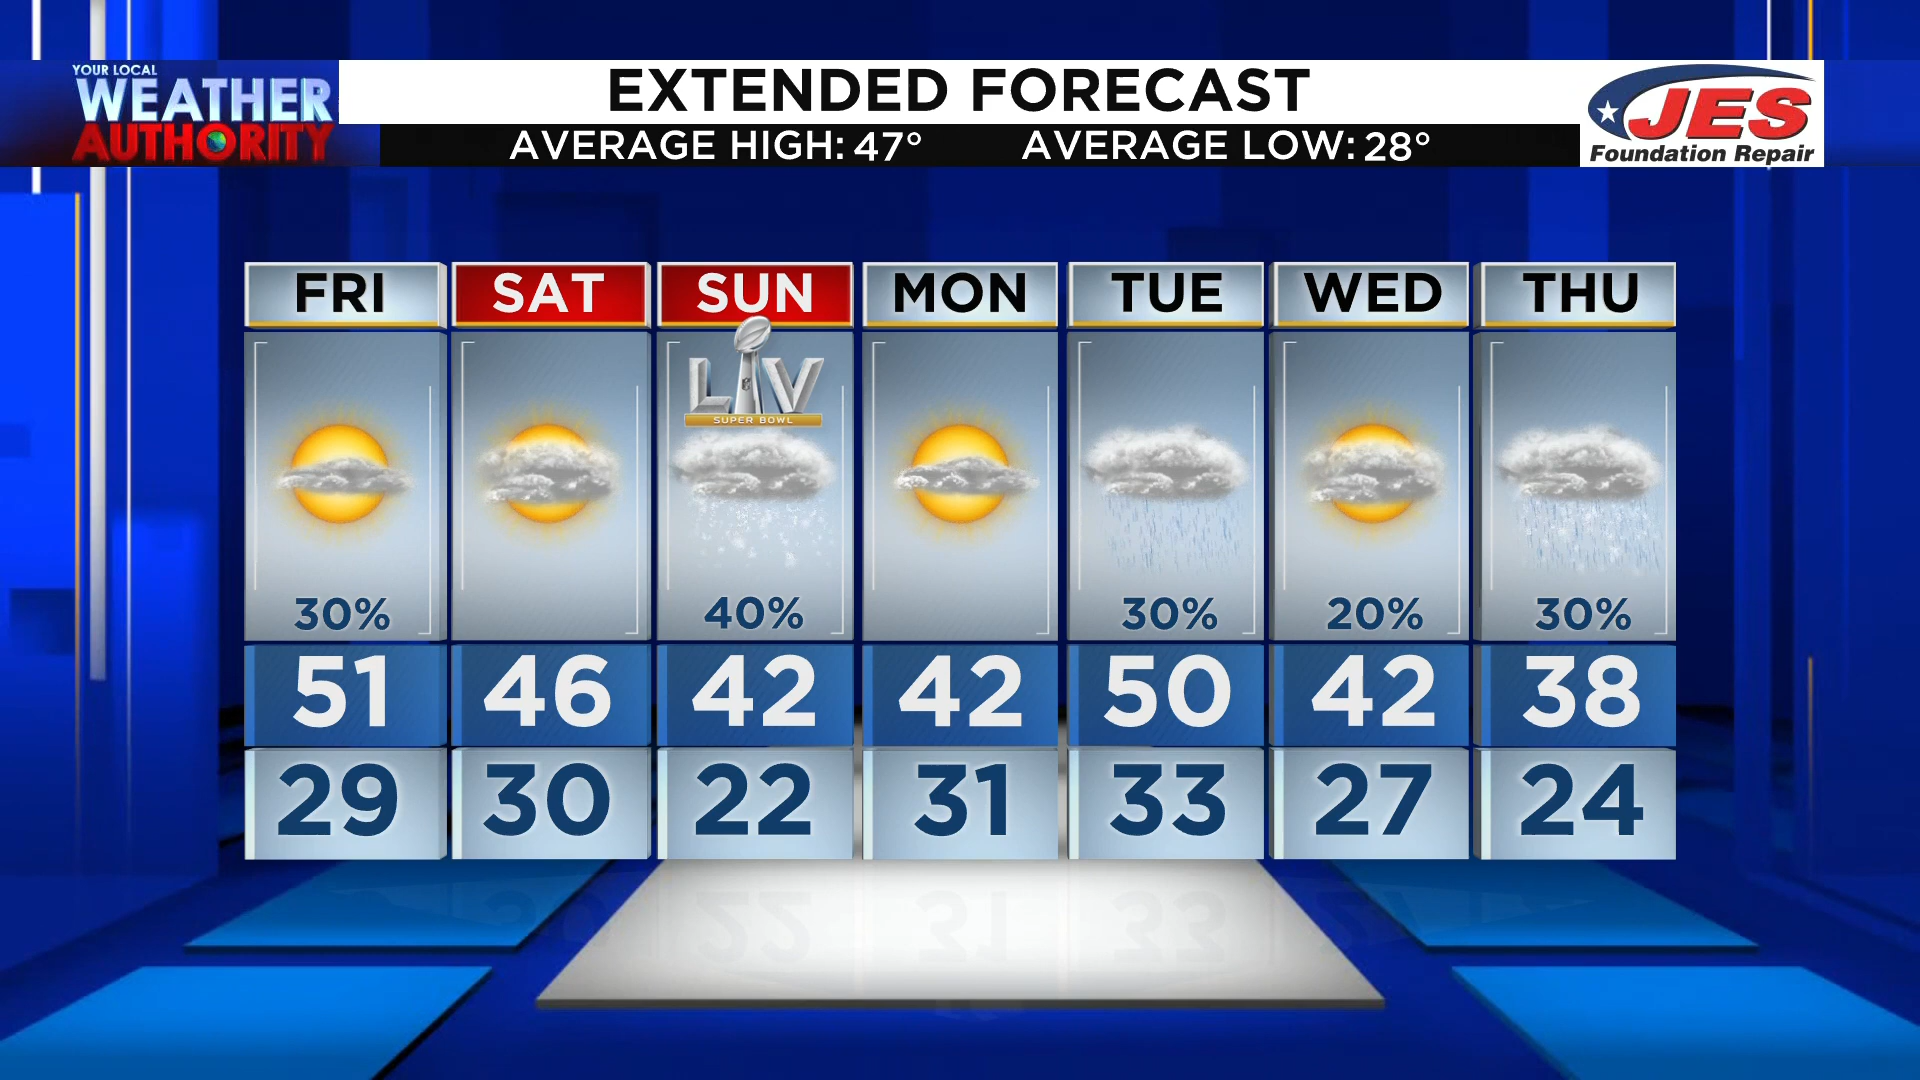 YOUR LOCAL
WEATHER
AUTHORITY
EXTENDED FORECAST
AVERAGE HIGH: 47° AVERAGE LOW: 28°
JES
Foundation Repair
FRI SAT SUN MON TUE WED THU
LIV
SUPER BOWL
30% 40% 30% 20% 30%
51 46 42 42 50 42 38
29 30 22 31 33 27 24